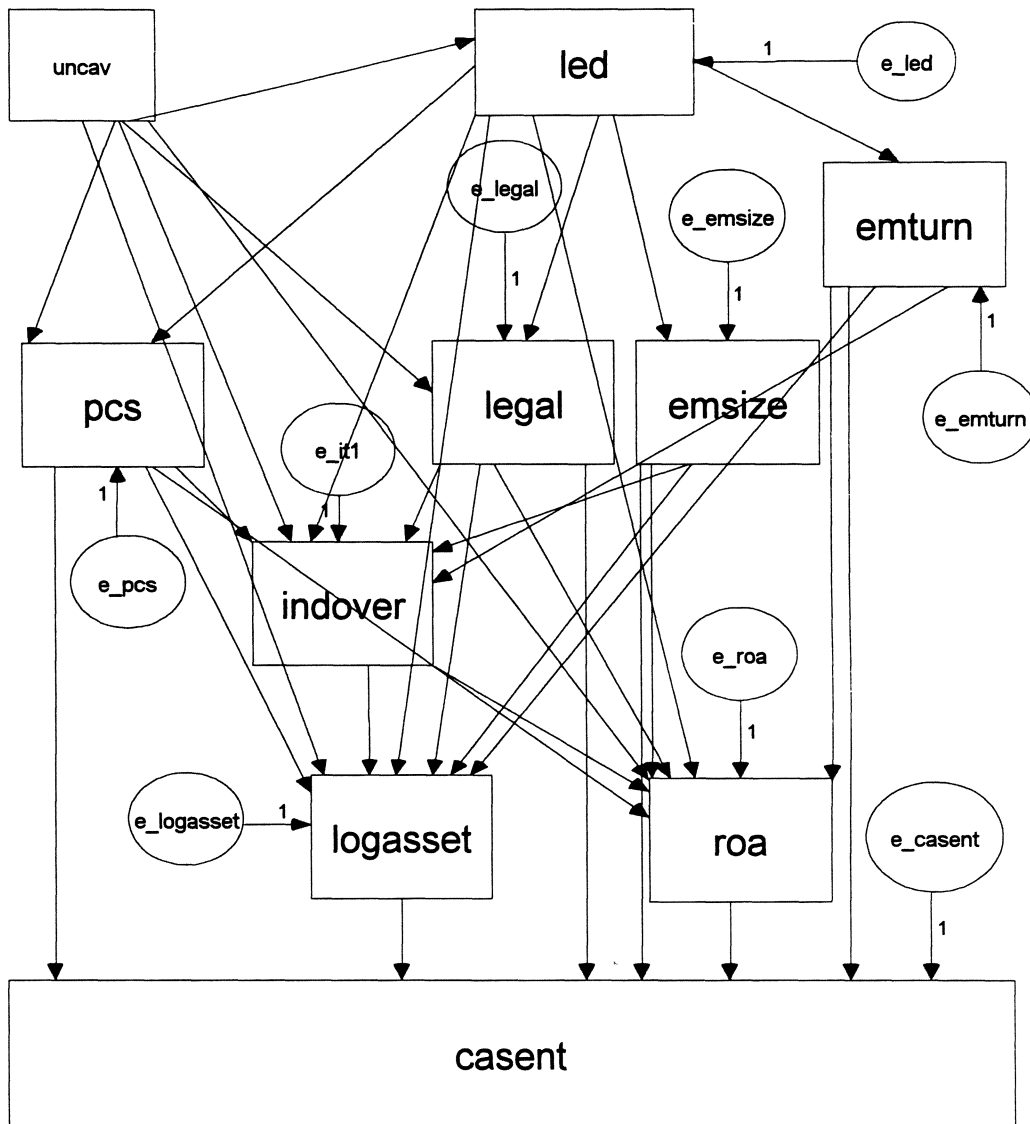 uncav
led
1
e_led
e_legal
e_emsize
emturn
1
1
1
pcs
legal
emsize
e_emturn
e_it1
1
1
e_pcs
indover
e_roa
1
e_logasset
1
logasset
roa
e_casent
1
casent